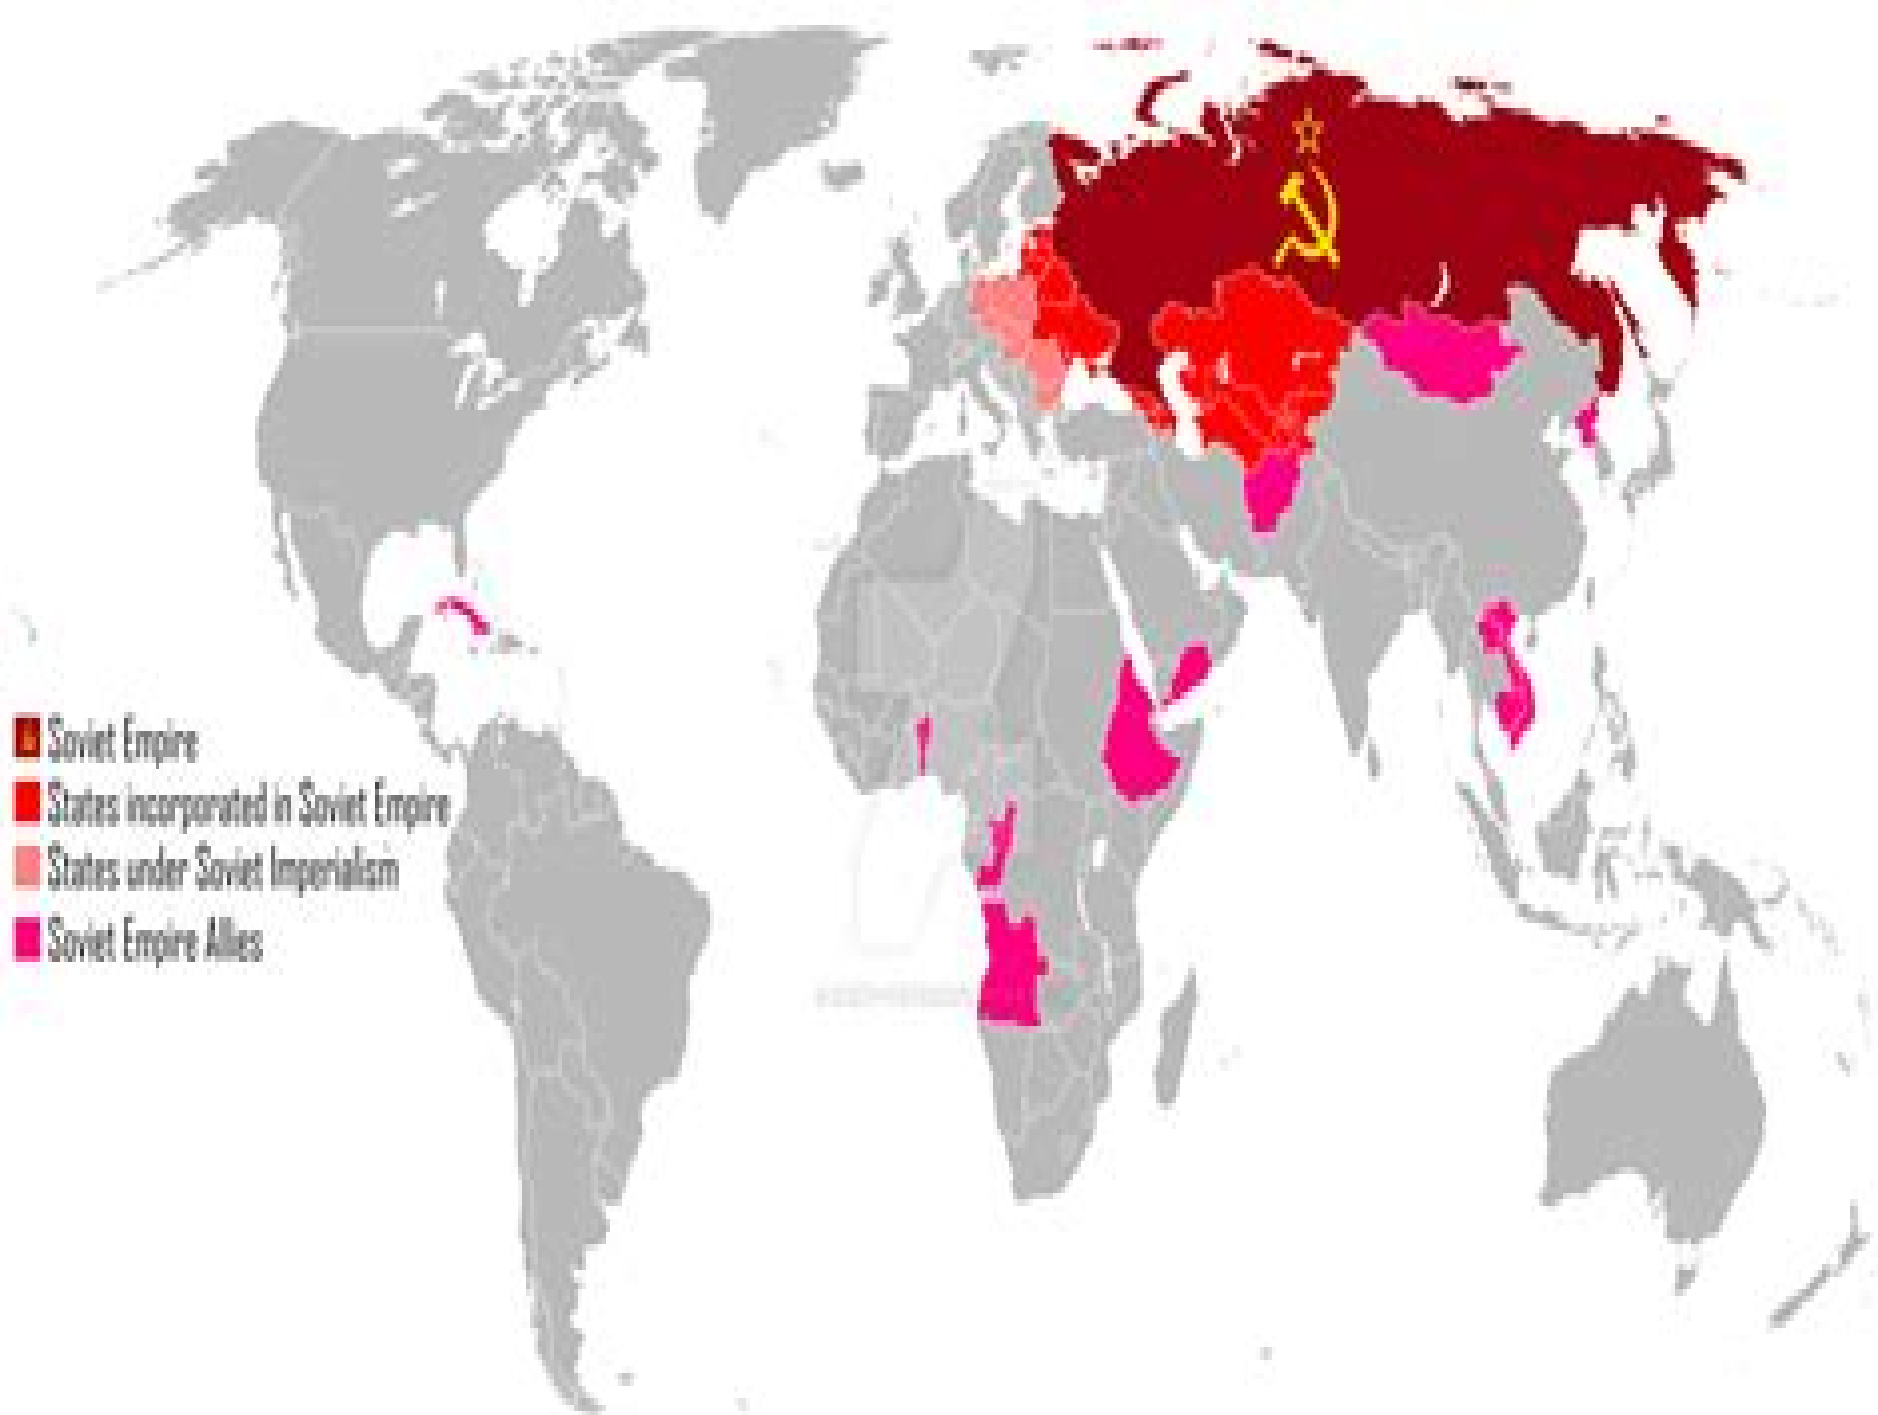 Soviet Empire
States incorporated in Soviet Empire
States under Soviet Imperialism
Soviet Empire Allies